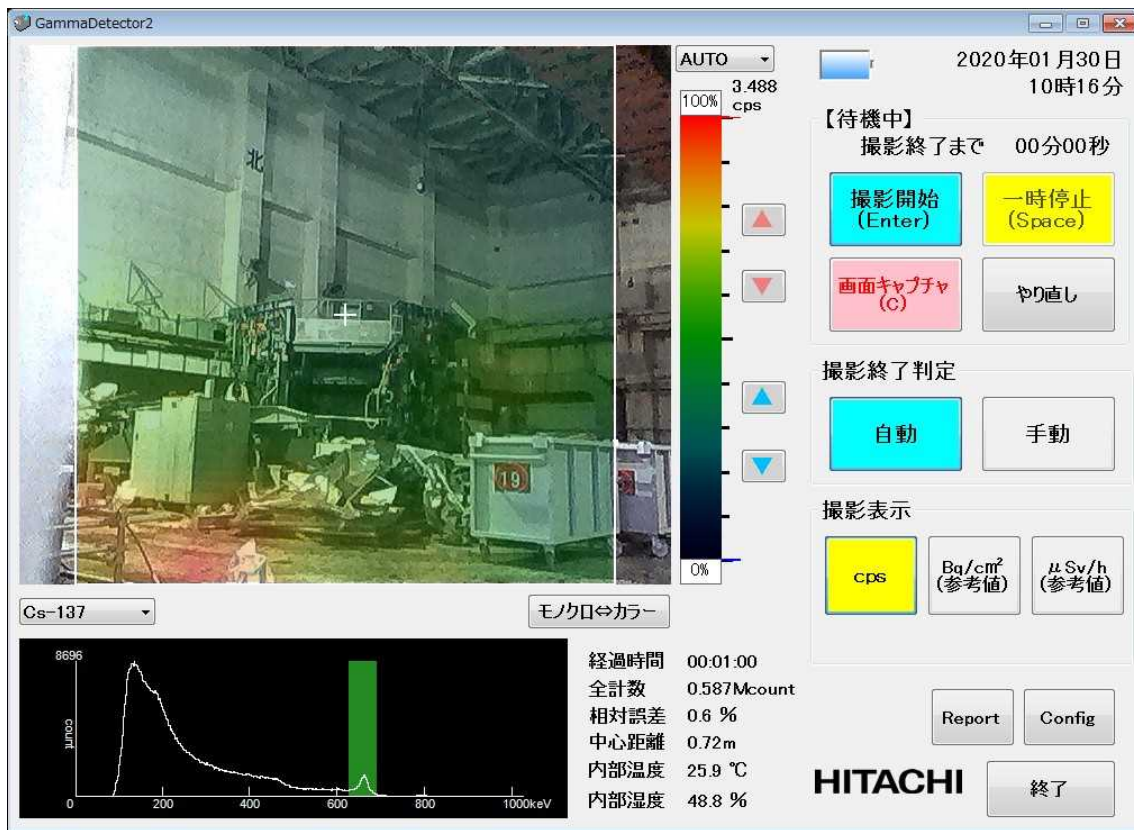 GammaDetector2
AUTO
3.488
cps
100%
0%
北
19
2020年01月30日
10時16分
【待機中】
撮影終了まで 00分00秒
撮影開始
(Enter)
一時停止
(Space)
画面キャプチャ
(C)
やり直し
撮影終了判定
自動
手動
撮影表示
cps
Bq/cm²
(参考値)
μSv/h
(参考値)
Cs-137
モノクロ⇔カラー
8696
count
0 200 400 600 800 1000keV
経過時間 00:01:00
全計数 0.587Mcount
相対誤差 0.6 %
中心距離 0.72m
内部温度 25.9 ℃
内部湿度 48.8 %
Report
Config
HITACHI
終了